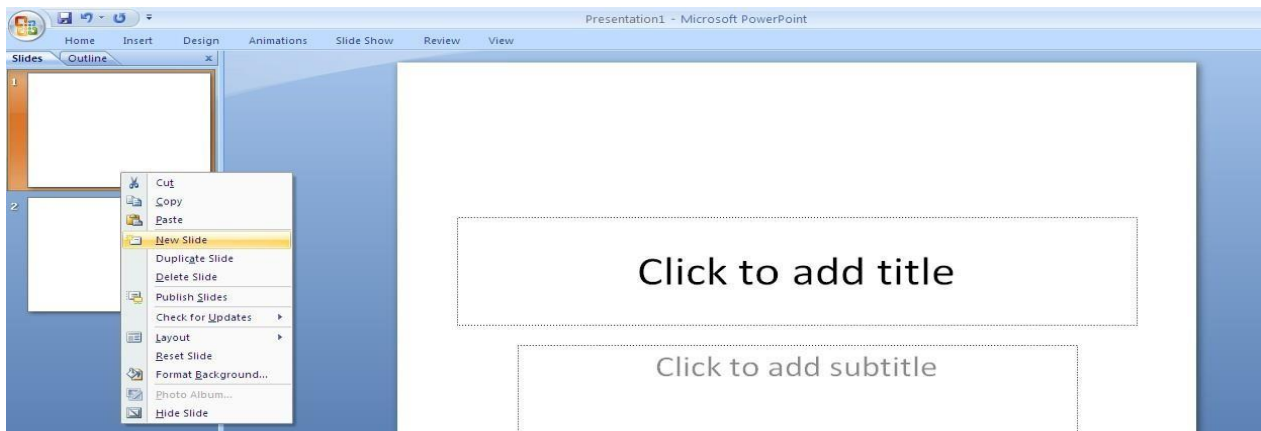 Presentation1 - Microsoft PowerPoint
Home Insert Design Animations Slide Show Review View
Slides Outline x
1
2
Cut
Copy
Paste
New Slide
Duplicate Slide
Delete Slide
Publish Slides
Check for Updates
Layout
Reset Slide
Format Background...
Photo Album...
Hide Slide
Click to add title
Click to add subtitle